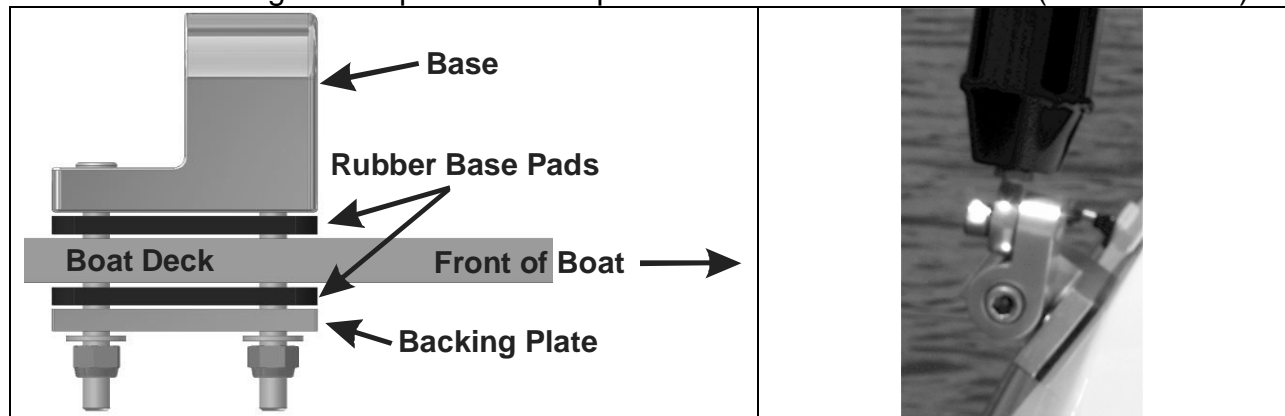 Base
Rubber Base Pads
Boat Deck
Front of Boat
Backing Plate